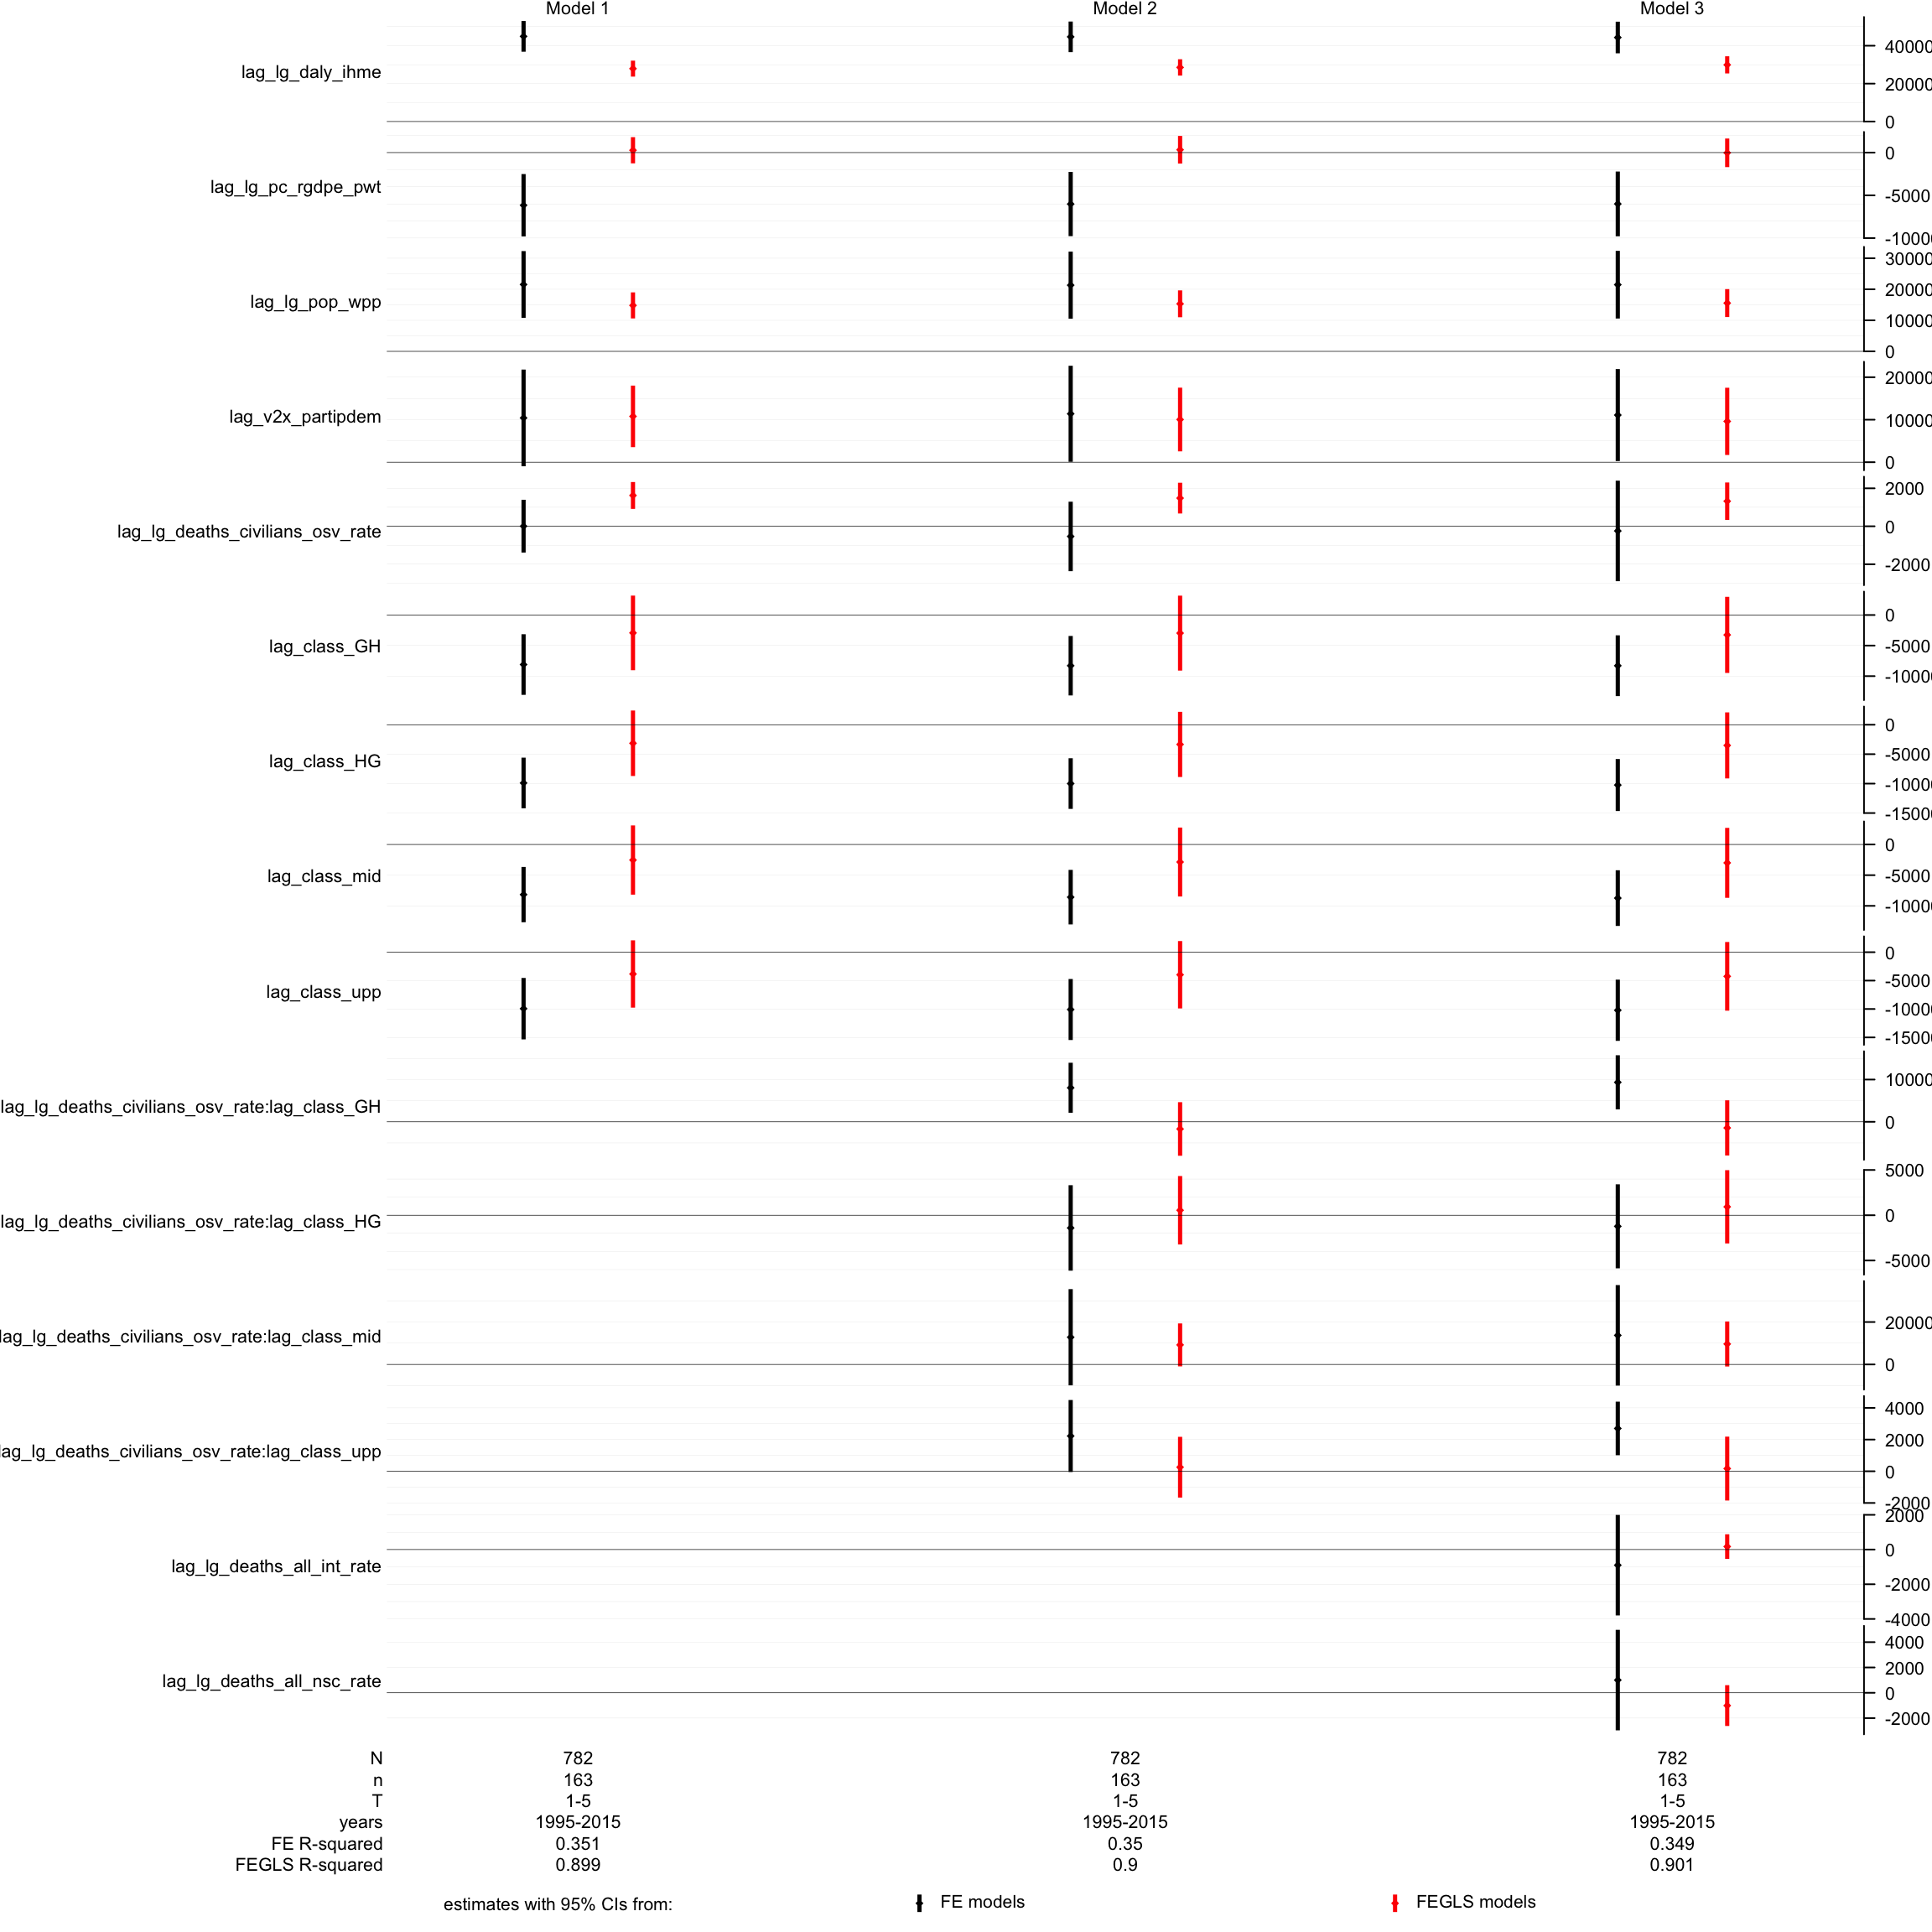 Model 1 Model 2 Model 3
lag_lg_daly_ihme
40000
20000
0
lag_lg_pc_rgdpe_pwt
0
-5000
-10000
lag_lg_pop_wpp
30000
20000
10000
0
lag_v2x_partipdem
20000
10000
0
lag_lg_deaths_civilians_osv_rate
2000
0
-2000
lag_class_GH
0
-5000
-10000
lag_class_HG
0
-5000
-10000
-15000
lag_class_mid
0
-5000
-10000
lag_class_upp
0
-5000
-10000
-15000
lag_lg_deaths_civilians_osv_rate:lag_class_GH
10000
0
lag_lg_deaths_civilians_osv_rate:lag_class_HG
5000
0
-5000
lag_lg_deaths_civilians_osv_rate:lag_class_mid
20000
0
lag_lg_deaths_civilians_osv_rate:lag_class_upp
4000
2000
0
-2000
lag_lg_deaths_all_int_rate
2000
0
-2000
-4000
lag_lg_deaths_all_nsc_rate
4000
2000
0
-2000
N 782 782 782
n 163 163 163
T 1-5 1-5 1-5
years 1995-2015 1995-2015 1995-2015
FE R-squared 0.351 0.35 0.349
FEGLS R-squared 0.899 0.9 0.901
estimates with 95% CIs from: FE models FEGLS models